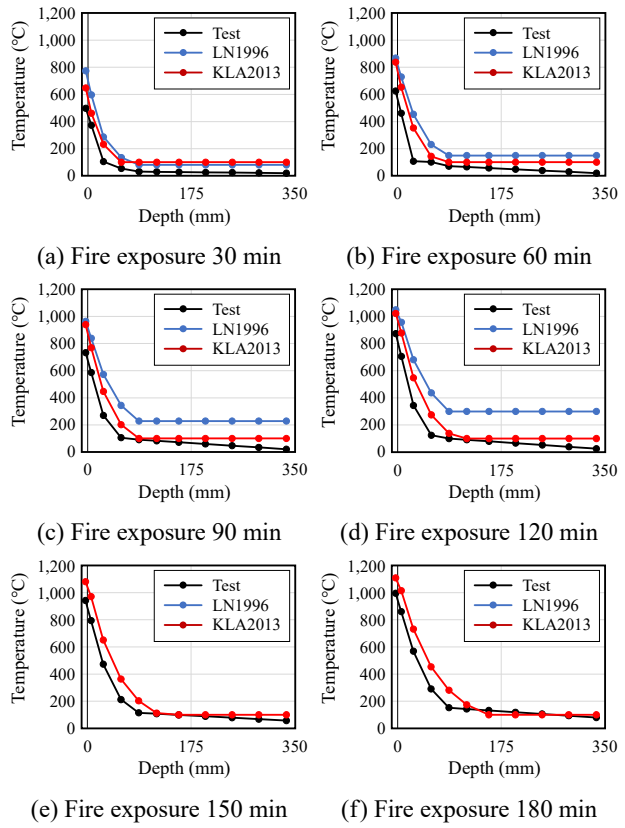 1,200
1,000
800
600
400
200
0
Temperature (°C)
Test
LN1996
KLA2013
0
175
350
Depth (mm)
(a) Fire exposure 30 min
1,200
1,000
800
600
400
200
0
Temperature (°C)
Test
LN1996
KLA2013
0
175
350
Depth (mm)
(b) Fire exposure 60 min
1,200
1,000
800
600
400
200
0
Temperature (°C)
Test
LN1996
KLA2013
0
175
350
Depth (mm)
(c) Fire exposure 90 min
1,200
1,000
800
600
400
200
0
Temperature (°C)
Test
LN1996
KLA2013
0
175
350
Depth (mm)
(d) Fire exposure 120 min
1,200
1,000
800
600
400
200
0
Temperature (°C)
Test
LN1996
KLA2013
0
175
350
Depth (mm)
(e) Fire exposure 150 min
1,200
1,000
800
600
400
200
0
Temperature (°C)
Test
LN1996
KLA2013
0
175
350
Depth (mm)
(f) Fire exposure 180 min